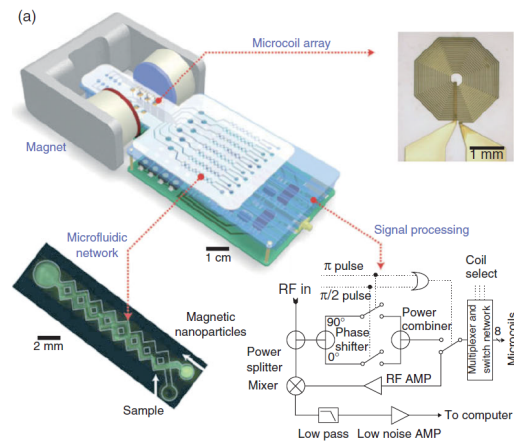 (a)
Microcoil array
Magnet
1 mm
Microfluidic
network
1 cm
Signal processing
2 mm
Magnetic
nanoparticles
Sample
π pulse
π/2 pulse
RF in
Coil
select
90°
Phase
shifter
0°
Power
combiner
Power
splitter
Mixer
RF AMP
Multiplexer and
switch network
8
Microcoils
Low pass
Low noise AMP
To computer